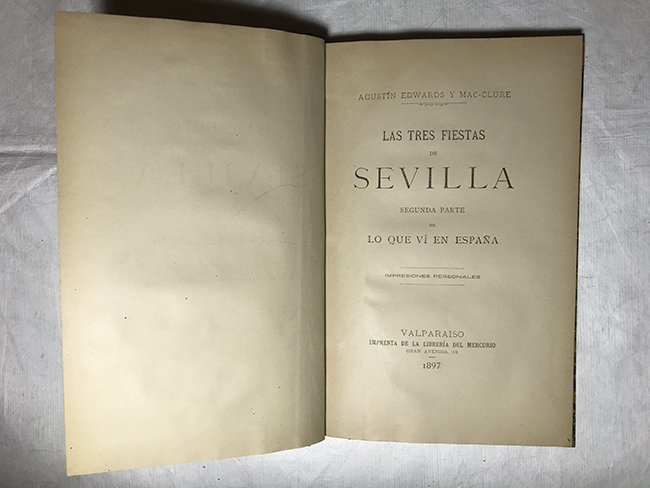 AGUSTÍN EDWARDS Y MAC-CLURE
LAS TRES FIESTAS
DE
SEVILLA
SEGUNDA PARTE
DE
LO QUE VÍ EN ESPAÑA
IMPRESIONES PERSONALES
VALPARAISO
IMPRENTA DE LA LIBRERÍA DEL MERCURIO
GRAN AVENIDA,
1897